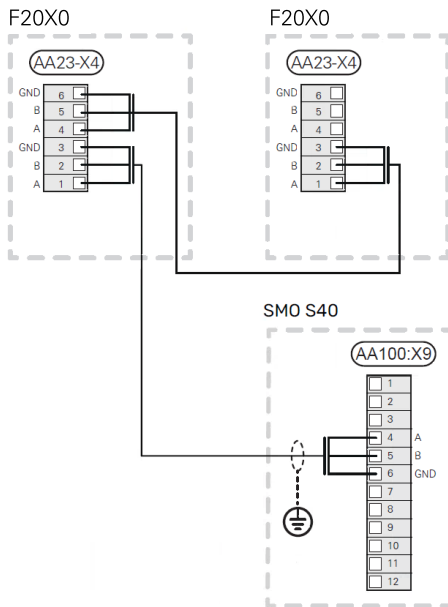 F20X0
F20X0
AA23-X4
AA23-X4
GND 6
B 5
A 4
GND 3
B 2
A 1
GND 6
B 5
A 4
GND 3
B 2
A 1
SMO S40
AA100:X9
1
2
3
4 A
5 B
6 GND
7
8
9
10
11
12